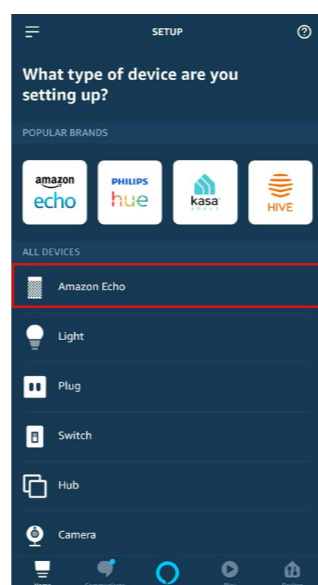 SETUP
What type of device are you
setting up?
POPULAR BRANDS
amazon
echo
PHILIPS
hue
kasa
smart
HIVE
ALL DEVICES
Amazon Echo
Light
Plug
Switch
Hub
Camera